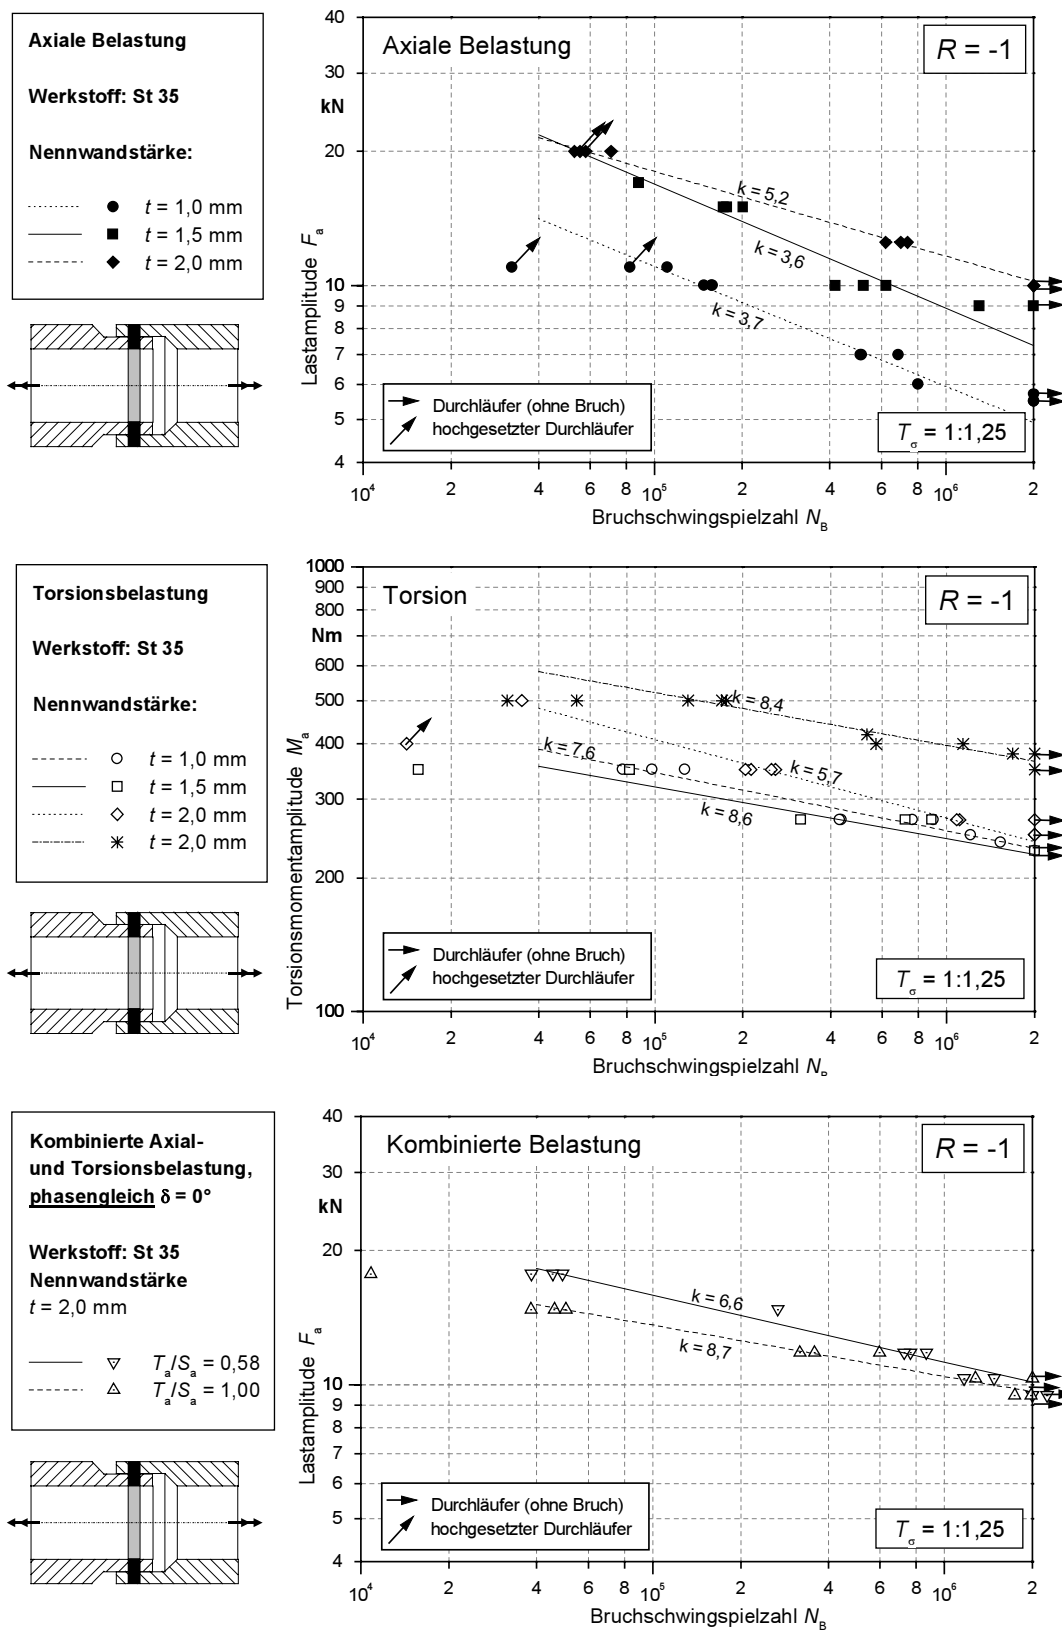 Axiale Belastung
Werkstoff: St 35
Nennwandstärke:
t = 1,0 mm
t = 1,5 mm
t = 2,0 mm
Axiale Belastung
R = -1
40
30
kN
20
10
9
8
7
6
5
4
Lastamplitude Fa
k = 5,2
k = 3,6
k = 3,7
Durchläufer (ohne Bruch)
hochgesetzter Durchläufer
Tσ = 1:1,25
10⁴ 2 4 6 8 10⁵ 2 4 6 8 10⁶ 2
Bruchschwingspielzahl NB
Torsionsbelastung
Werkstoff: St 35
Nennwandstärke:
t = 1,0 mm
t = 1,5 mm
t = 2,0 mm
t = 2,0 mm
Torsion
R = -1
1000
900
800
700
Nm
600
500
400
300
200
100
Torsionsmomentamplitude Ma
k = 8,4
k = 7,6
k = 5,7
k = 8,6
Durchläufer (ohne Bruch)
hochgesetzter Durchläufer
Tσ = 1:1,25
10⁴ 2 4 6 8 10⁵ 2 4 6 8 10⁶ 2
Bruchschwingspielzahl NB
Kombinierte Axial-
und Torsionsbelastung,
phasengleich δ = 0°
Werkstoff: St 35
Nennwandstärke
t = 2,0 mm
Ta/Sa = 0,58
Ta/Sa = 1,00
Kombinierte Belastung
R = -1
40
30
kN
20
10
9
8
7
6
5
4
Lastamplitude Fa
k = 6,6
k = 8,7
Durchläufer (ohne Bruch)
hochgesetzter Durchläufer
Tσ = 1:1,25
10⁴ 2 4 6 8 10⁵ 2 4 6 8 10⁶ 2
Bruchschwingspielzahl NB